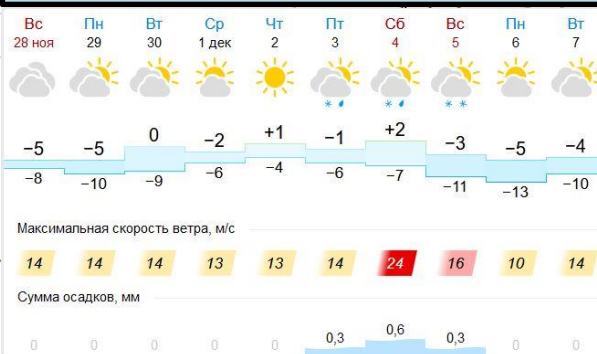 Вс Пн Вт Ср Чт Пт Сб Вс Пн Вт
28 ноя 29 30 1 дек 2 3 4 5 6 7
−5 −5 0 −2 +1 −1 +2 −3 −5 −4
−8 −10 −9 −6 −4 −6 −7 −11 −13 −10
Максимальная скорость ветра, м/с
14 14 14 13 13 14 24 16 10 14
Сумма осадков, мм
0 0 0 0 0 0,3 0,6 0,3 0 0